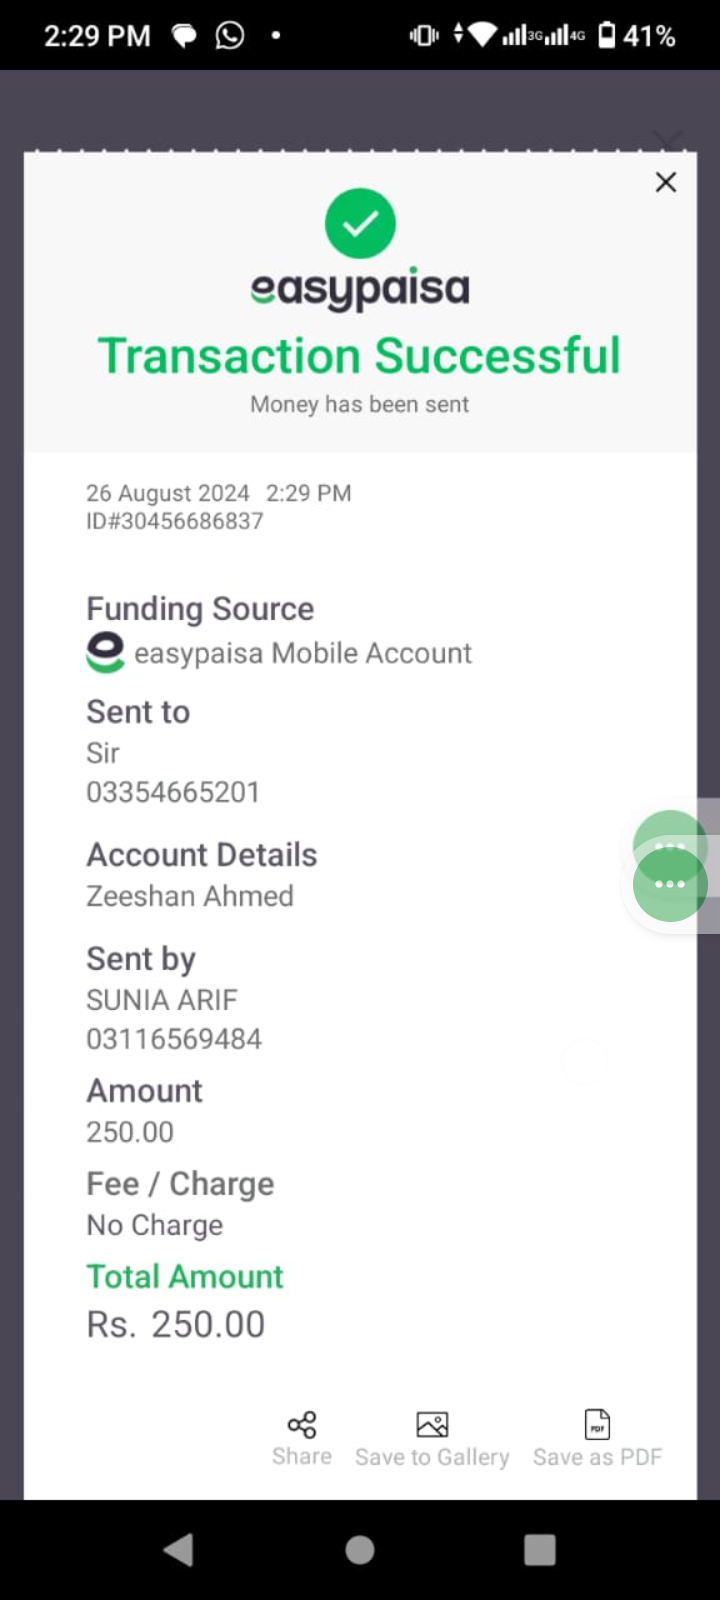 2:29 PM
3G 4G 41%
easypaisa
Transaction Successful
Money has been sent
26 August 2024 2:29 PM
ID#30456686837
Funding Source
easypaisa Mobile Account
Sent to
Sir
03354665201
Account Details
Zeeshan Ahmed
Sent by
SUNIA ARIF
03116569484
Amount
250.00
Fee / Charge
No Charge
Total Amount
Rs. 250.00
PDF
Share Save to Gallery Save as PDF